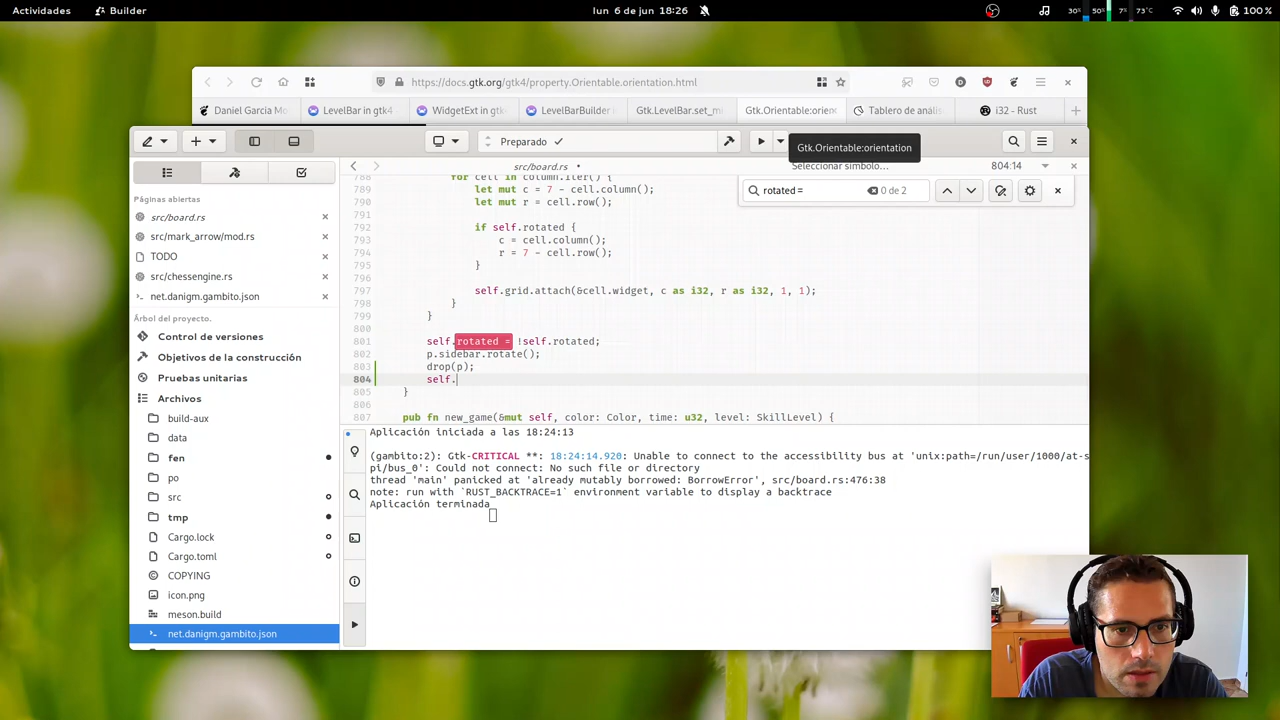 Actividades
Builder
lun 6 de jun 18:26
30%
50%
7%
73°C
100 %
https://docs.gtk.org/gtk4/property.Orientable.orientation.html
Daniel García Mo
LevelBar in gtk4
WidgetExt in gtk
LevelBarBuilder i
Gtk.LevelBar.set_m
Gtk.Orientable:orien
Tablero de anális
i32 - Rust
Preparado
Gtk.Orientable:orientation
src/board.rs
Seleccionar símbolo…
804:14
rotated =
0 de 2
Páginas abiertas
src/board.rs
src/mark_arrow/mod.rs
TODO
src/chessengine.rs
net.danigm.gambito.json
Árbol del proyecto.
Control de versiones
Objetivos de la construcción
Pruebas unitarias
Archivos
build-aux
data
fen
po
src
tmp
Cargo.lock
Cargo.toml
COPYING
icon.png
meson.build
net.danigm.gambito.json
788 for cell in column.iter() {
789 let mut c = 7 - cell.column();
790 let mut r = cell.row();
791
792 if self.rotated {
793 c = cell.column();
794 r = 7 - cell.row();
795 }
796
797 self.grid.attach(&cell.widget, c as i32, r as i32, 1, 1);
798 }
799 }
800
801 self.rotated = !self.rotated;
802 p.sidebar.rotate();
803 drop(p);
804 self.
805 }
806
807 pub fn new_game(&mut self, color: Color, time: u32, level: SkillLevel) {
Aplicación iniciada a las 18:24:13
(gambito:2): Gtk-CRITICAL **: 18:24:14.920: Unable to connect to the accessibility bus at 'unix:path=/run/user/1000/at-s
pi/bus_0': Could not connect: No such file or directory
thread 'main' panicked at 'already mutably borrowed: BorrowError', src/board.rs:476:38
note: run with `RUST_BACKTRACE=1` environment variable to display a backtrace
Aplicación terminada